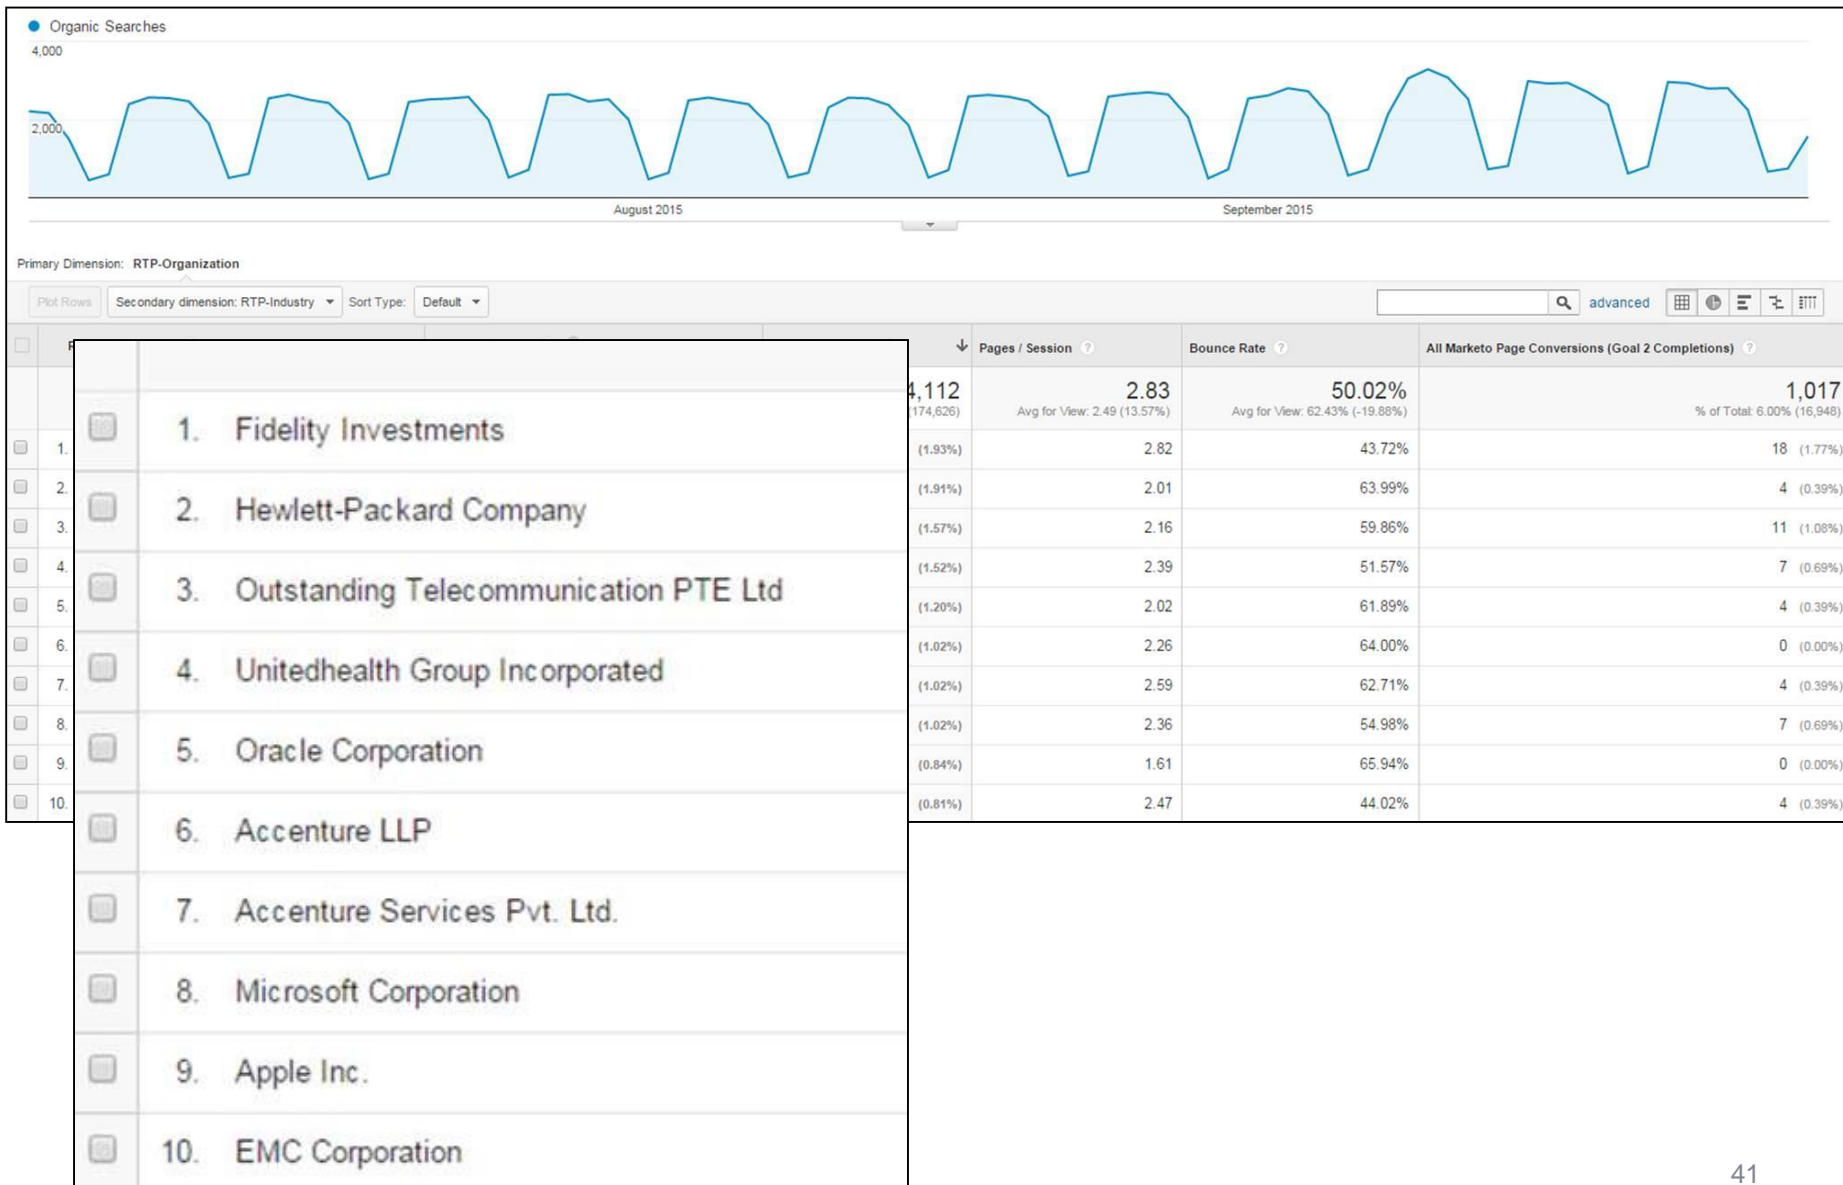 Organic Searches
4,000
2,000
August 2015
September 2015
Primary Dimension: RTP-Organization
Plot Rows
Secondary dimension: RTP-Industry
Sort Type:
Default
advanced
Pages / Session ?
Bounce Rate ?
All Marketo Page Conversions (Goal 2 Completions) ?
4,112
(174,626)
2.83
Avg for View: 2.49 (13.57%)
50.02%
Avg for View: 62.43% (-19.88%)
1,017
% of Total: 6.00% (16,948)
1. (1.93%) 2.82 43.72% 18 (1.77%)
2. (1.91%) 2.01 63.99% 4 (0.39%)
3. (1.57%) 2.16 59.86% 11 (1.08%)
4. (1.52%) 2.39 51.57% 7 (0.69%)
5. (1.20%) 2.02 61.89% 4 (0.39%)
6. (1.02%) 2.26 64.00% 0 (0.00%)
7. (1.02%) 2.59 62.71% 4 (0.39%)
8. (1.02%) 2.36 54.98% 7 (0.69%)
9. (0.84%) 1.61 65.94% 0 (0.00%)
10. (0.81%) 2.47 44.02% 4 (0.39%)
1. Fidelity Investments
2. Hewlett-Packard Company
3. Outstanding Telecommunication PTE Ltd
4. Unitedhealth Group Incorporated
5. Oracle Corporation
6. Accenture LLP
7. Accenture Services Pvt. Ltd.
8. Microsoft Corporation
9. Apple Inc.
10. EMC Corporation
41